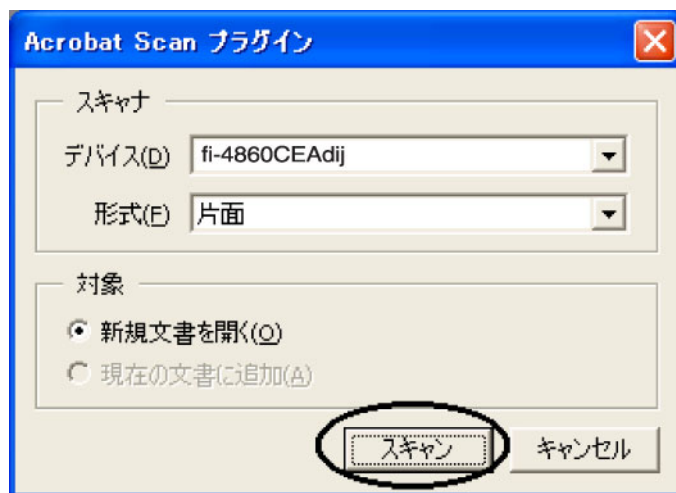 Acrobat Scan プラグイン
スキャナ
デバイス(D) fi-4860CEAdij
形式(F) 片面
対象
新規文書を開く(O)
現在の文書に追加(A)
スキャン キャンセル